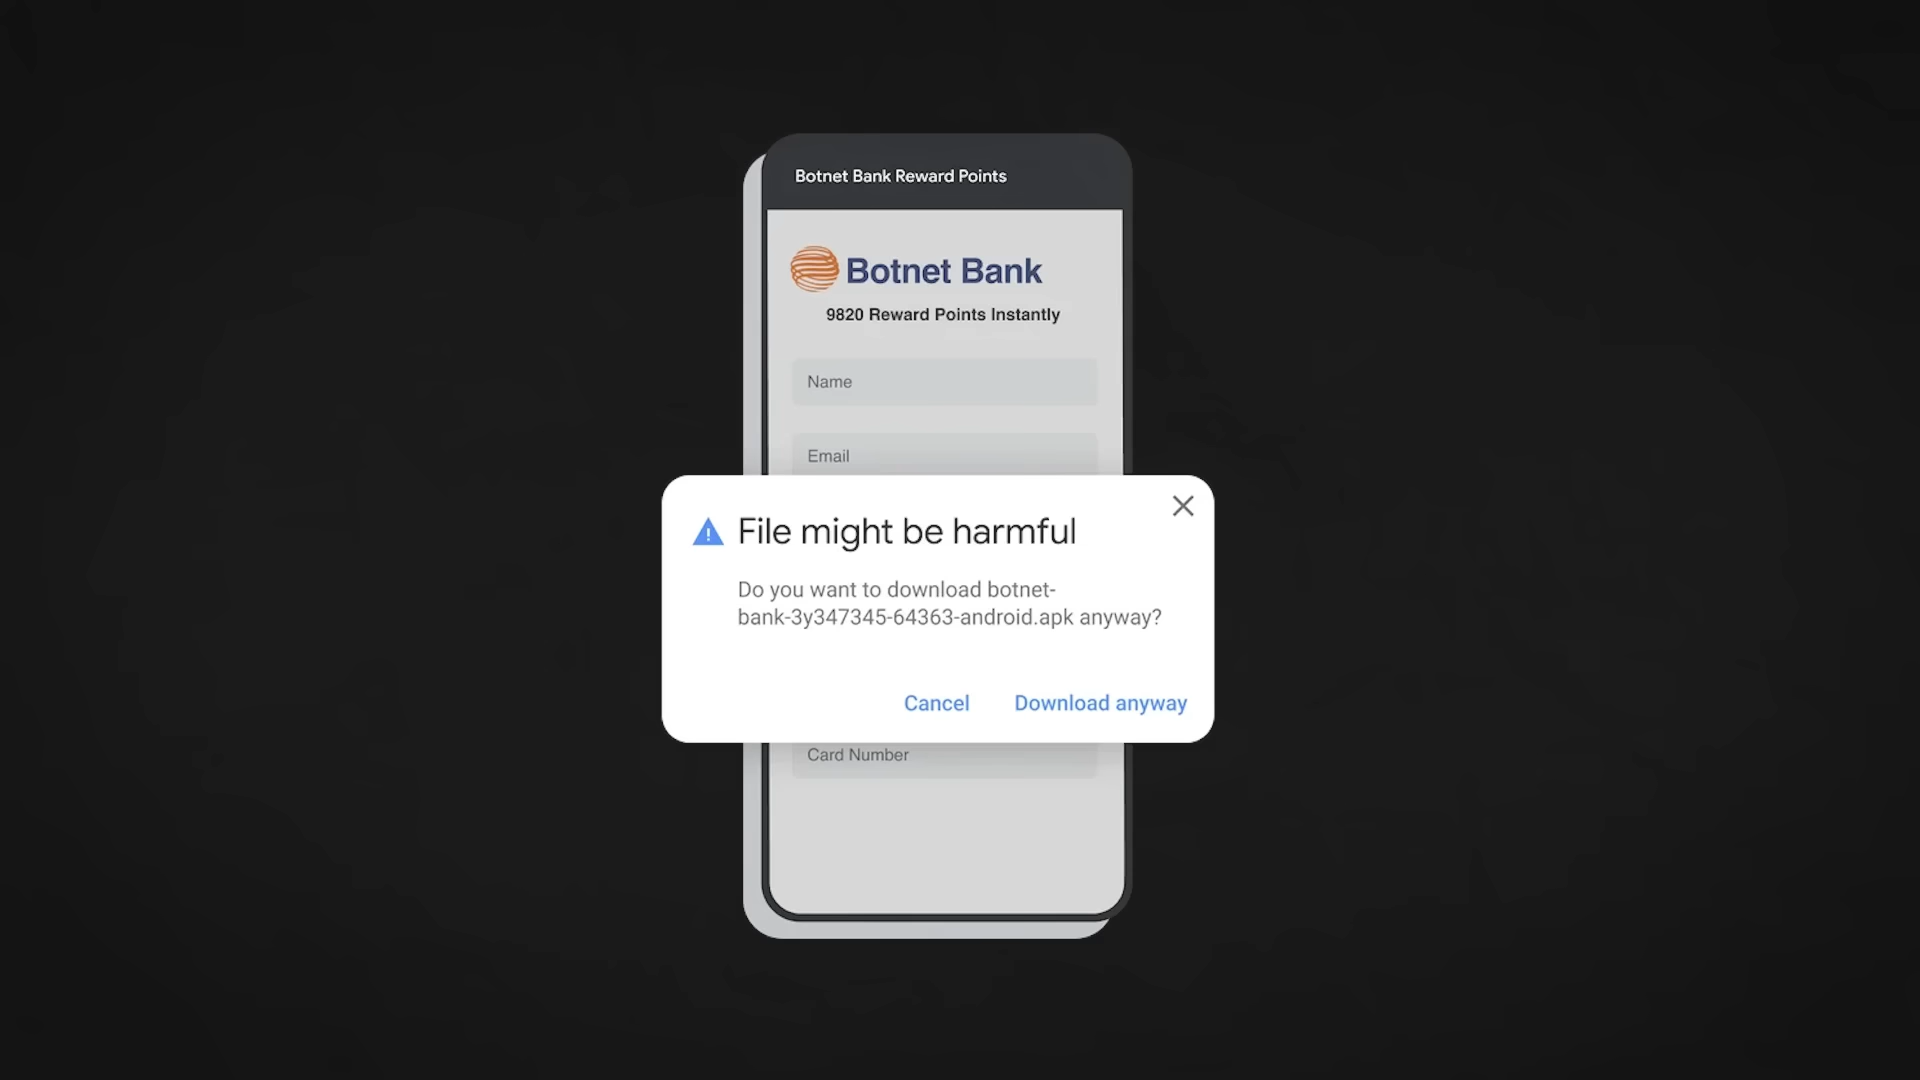 Botnet Bank Reward Points
Botnet Bank
9820 Reward Points Instantly
Name
Email
File might be harmful
Do you want to download botnet-
bank-3y347345-64363-android.apk anyway?
Cancel Download anyway
Card Number